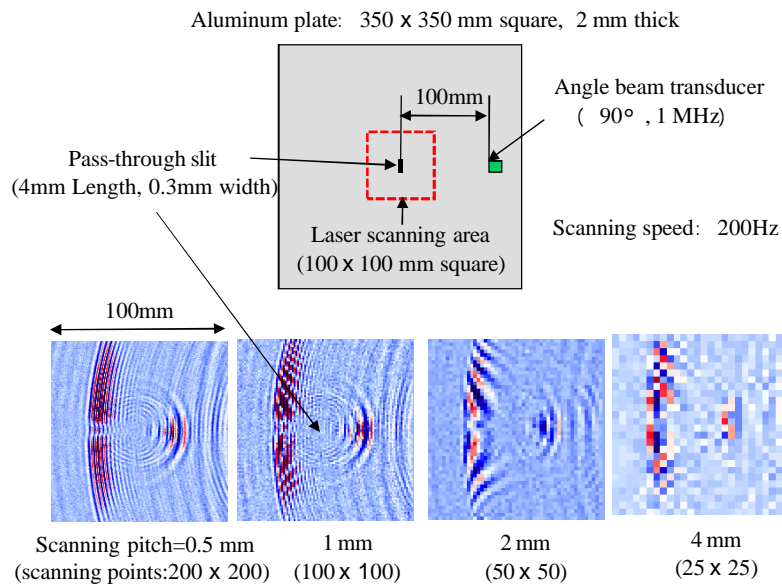 Aluminum plate: 350 x 350 mm square, 2 mm thick
100mm
Angle beam transducer
( 90° , 1 MHz)
Pass-through slit
(4mm Length, 0.3mm width)
Laser scanning area
(100 x 100 mm square)
Scanning speed: 200Hz
100mm
Scanning pitch=0.5 mm
(scanning points:200 x 200)
1 mm
(100 x 100)
2 mm
(50 x 50)
4 mm
(25 x 25)